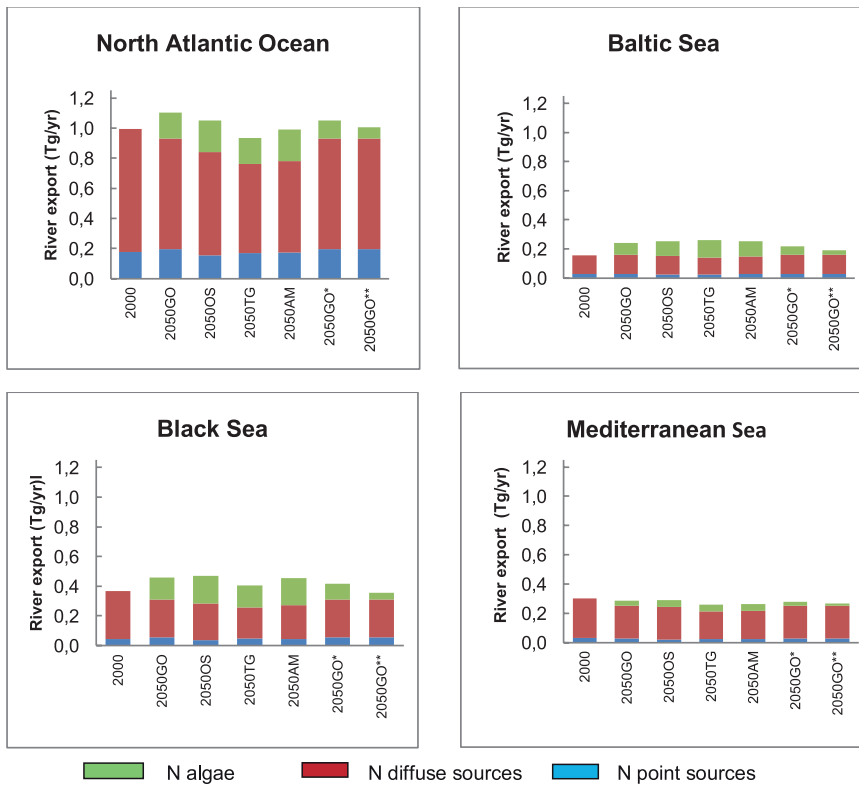 North Atlantic Ocean
River export (Tg/yr)
1,2
1,0
0,8
0,6
0,4
0,2
0,0
2000
2050GO
2050OS
2050TG
2050AM
2050GO*
2050GO**
Baltic Sea
River export (Tg/yr)
1,2
1,0
0,8
0,6
0,4
0,2
0,0
2000
2050GO
2050OS
2050TG
2050AM
2050GO*
2050GO**
Black Sea
River export (Tg/yr)l
1,2
1,0
0,8
0,6
0,4
0,2
0,0
2000
2050GO
2050OS
2050TG
2050AM
2050GO*
2050GO**
Mediterranean Sea
River export (Tg/yr)
1,2
1,0
0,8
0,6
0,4
0,2
0,0
2000
2050GO
2050OS
2050TG
2050AM
2050GO*
2050GO**
N algae
N diffuse sources
N point sources